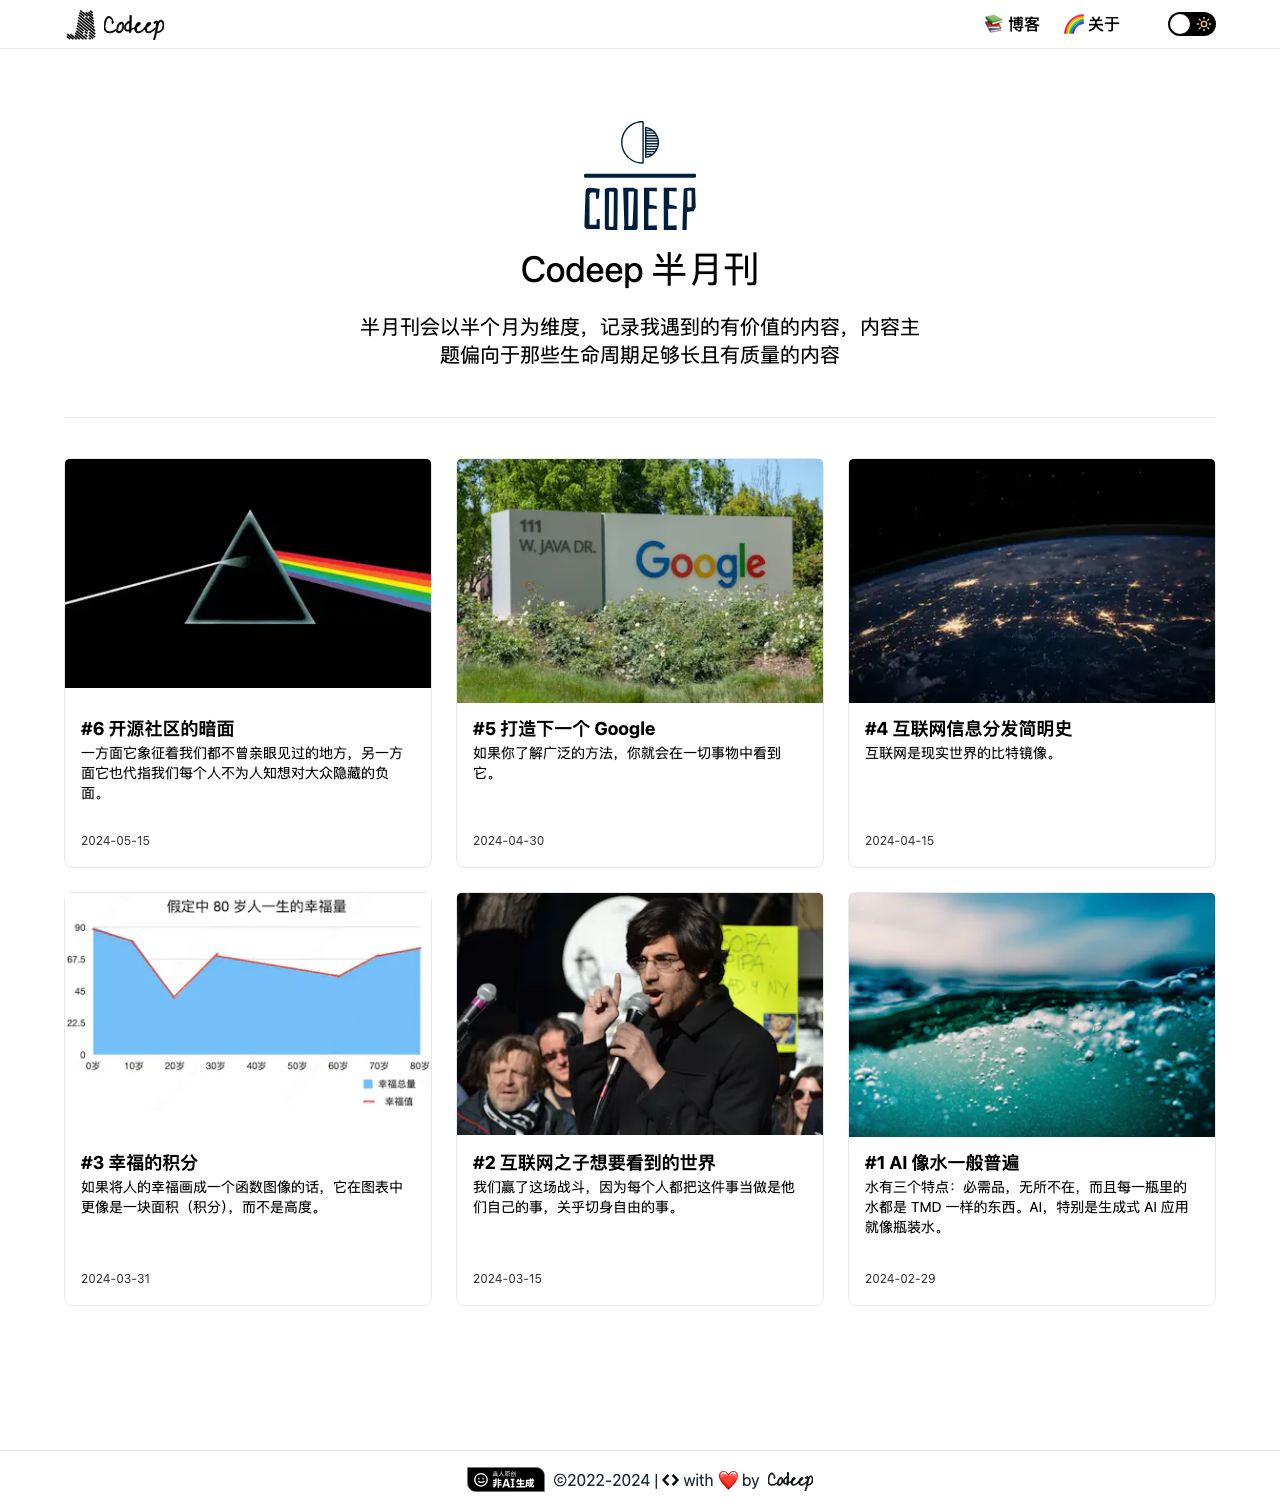 Codeep
📚 博客
🌈 关于
CODEEP
Codeep 半月刊
半月刊会以半个月为维度，记录我遇到的有价值的内容，内容主
题偏向于那些生命周期足够长且有质量的内容
#6 开源社区的暗面
一方面它象征着我们都不曾亲眼见过的地方，另一方
面它也代指我们每个人不为人知想对大众隐藏的负
面。
2024-05-15
111
W. JAVA DR.
Google
#5 打造下一个 Google
如果你了解广泛的方法，你就会在一切事物中看到
它。
2024-04-30
#4 互联网信息分发简明史
互联网是现实世界的比特镜像。
2024-04-15
假定中 80 岁人一生的幸福量
90
67.5
45
22.5
0
0岁 10岁 20岁 30岁 40岁 50岁 60岁 70岁 80岁
幸福总量
幸福值
#3 幸福的积分
如果将人的幸福画成一个函数图像的话，它在图表中
更像是一块面积（积分），而不是高度。
2024-03-31
#2 互联网之子想要看到的世界
我们赢了这场战斗，因为每个人都把这件事当做是他
们自己的事，关乎切身自由的事。
2024-03-15
#1 AI 像水一般普遍
水有三个特点：必需品，无所不在，而且每一瓶里的
水都是 TMD 一样的东西。AI，特别是生成式 AI 应用
就像瓶装水。
2024-02-29
真人原创
非AI生成
©2022-2024 | <> with ❤️ by Codeep